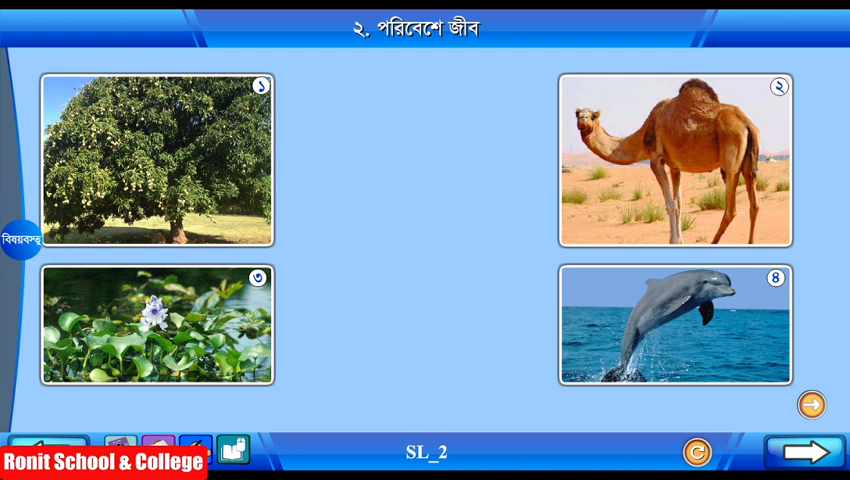 ২. পরিবেশে জীব
১
২
বিষয়বস্তু
৩
৪
SL_2
Ronit School & College